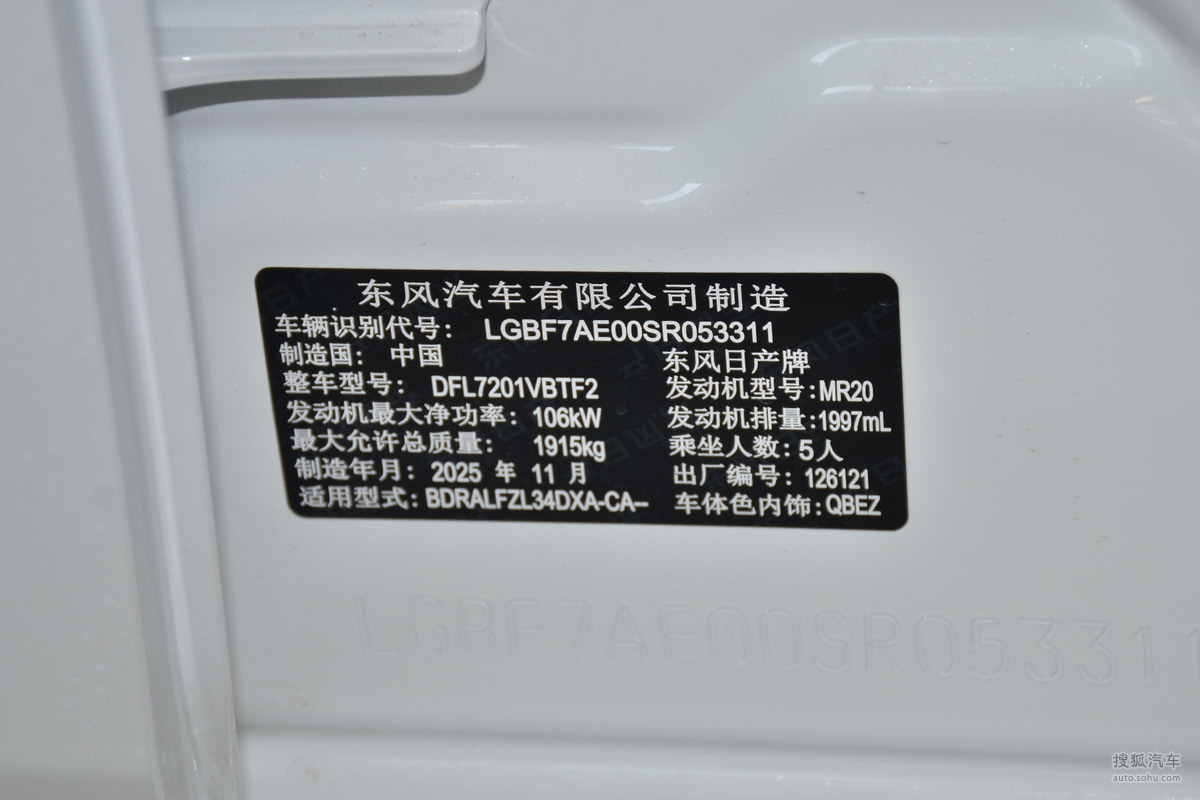 东风汽车有限公司制造
车辆识别代号: LGBF7AE00SR053311
制造国: 中国 东风日产牌
整车型号: DFL7201VBTF2 发动机型号:MR20
发动机最大净功率: 106kW 发动机排量:1997mL
最大允许总质量: 1915kg 乘坐人数:5人
制造年月: 2025 年 11 月 出厂编号: 126121
适用型式: BDRALFZL34DXA-CA-- 车体色内饰:QBEZ
LGBF7AE00SR053311
搜狐汽车
auto.sohu.com